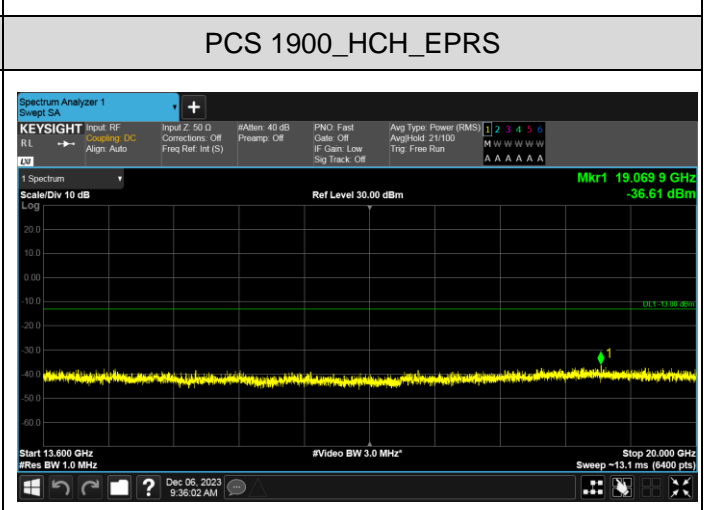 PCS 1900_HCH_EPRS
Spectrum Analyzer 1
Swept SA
+
KEYSIGHT Input: RF Input Z: 50 Ω #Atten: 40 dB PNO: Fast Avg Type: Power (RMS) 1 2 3 4 5 6
RL Coupling: DC Corrections: Off Preamp: Off Gate: Off Avg|Hold: 21/100 M W W W W W
Align: Auto Freq Ref: Int (S) IF Gain: Low Trig: Free Run
LXI Sig Track: Off A A A A A A
1 Spectrum Mkr1 19.069 9 GHz
Scale/Div 10 dB Ref Level 30.00 dBm -36.61 dBm
Log
20.0
10.0
0.00
-10.0
DL1 -13.00 dBm
-20.0
-30.0
1
-40.0
-50.0
-60.0
Start 13.600 GHz #Video BW 3.0 MHz* Stop 20.000 GHz
#Res BW 1.0 MHz Sweep ~13.1 ms (6400 pts)
? Dec 06, 2023
9:36:02 AM